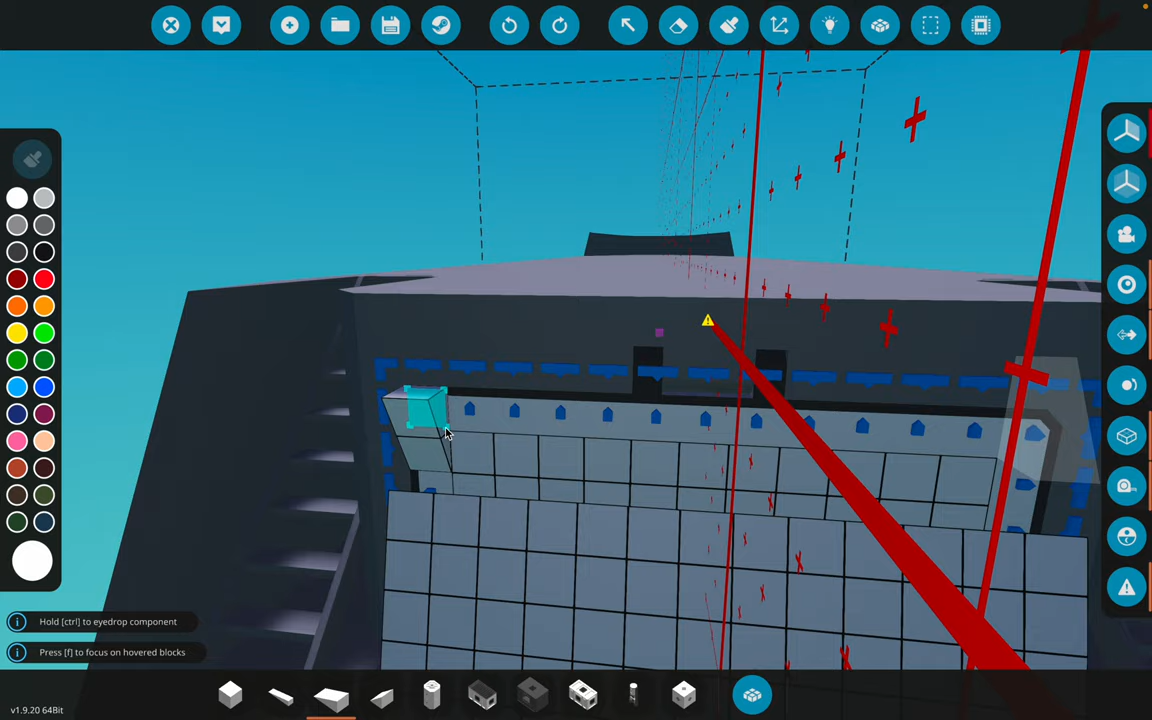 Hold [ctrl] to eyedrop component
Press [f] to focus on hovered blocks
v1.9.20 64Bit